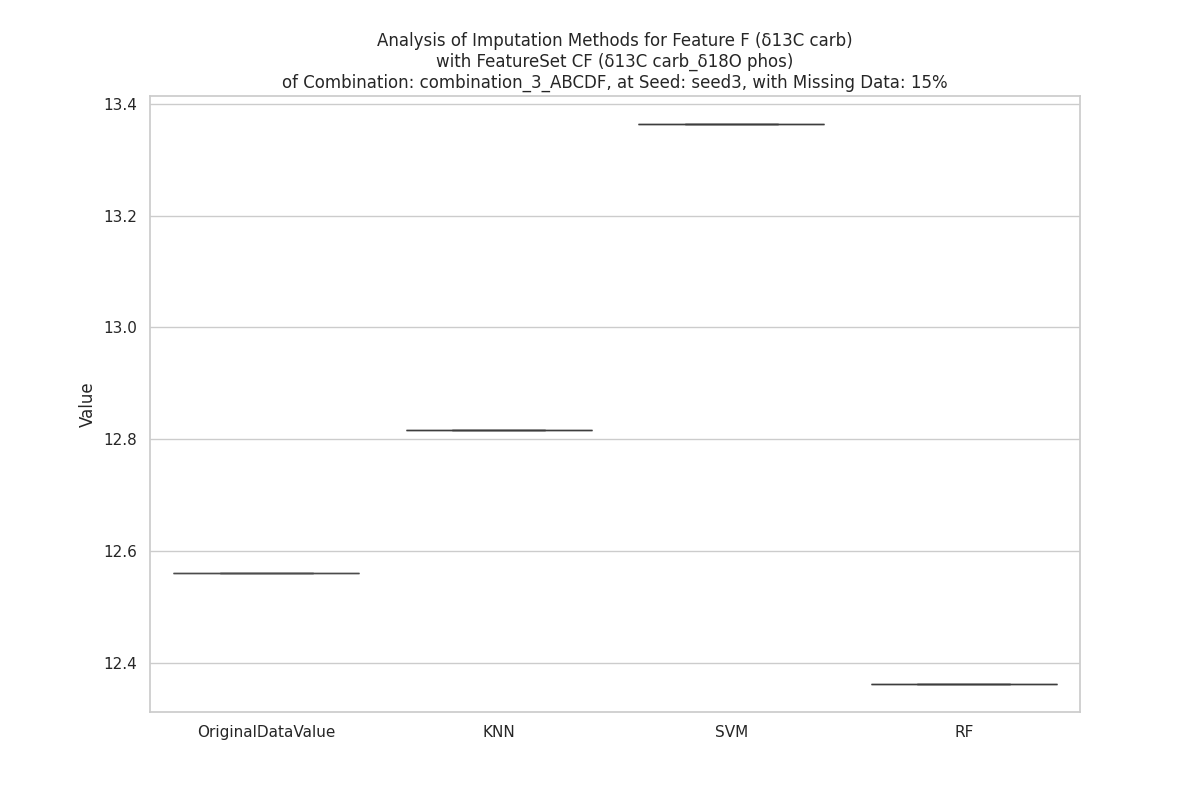 Analysis of Imputation Methods for Feature F (δ13C carb)
with FeatureSet CF (δ13C carb_δ18O phos)
of Combination: combination_3_ABCDF, at Seed: seed3, with Missing Data: 15%
13.4
13.2
13.0
12.8
12.6
12.4
Value
OriginalDataValue
KNN
SVM
RF